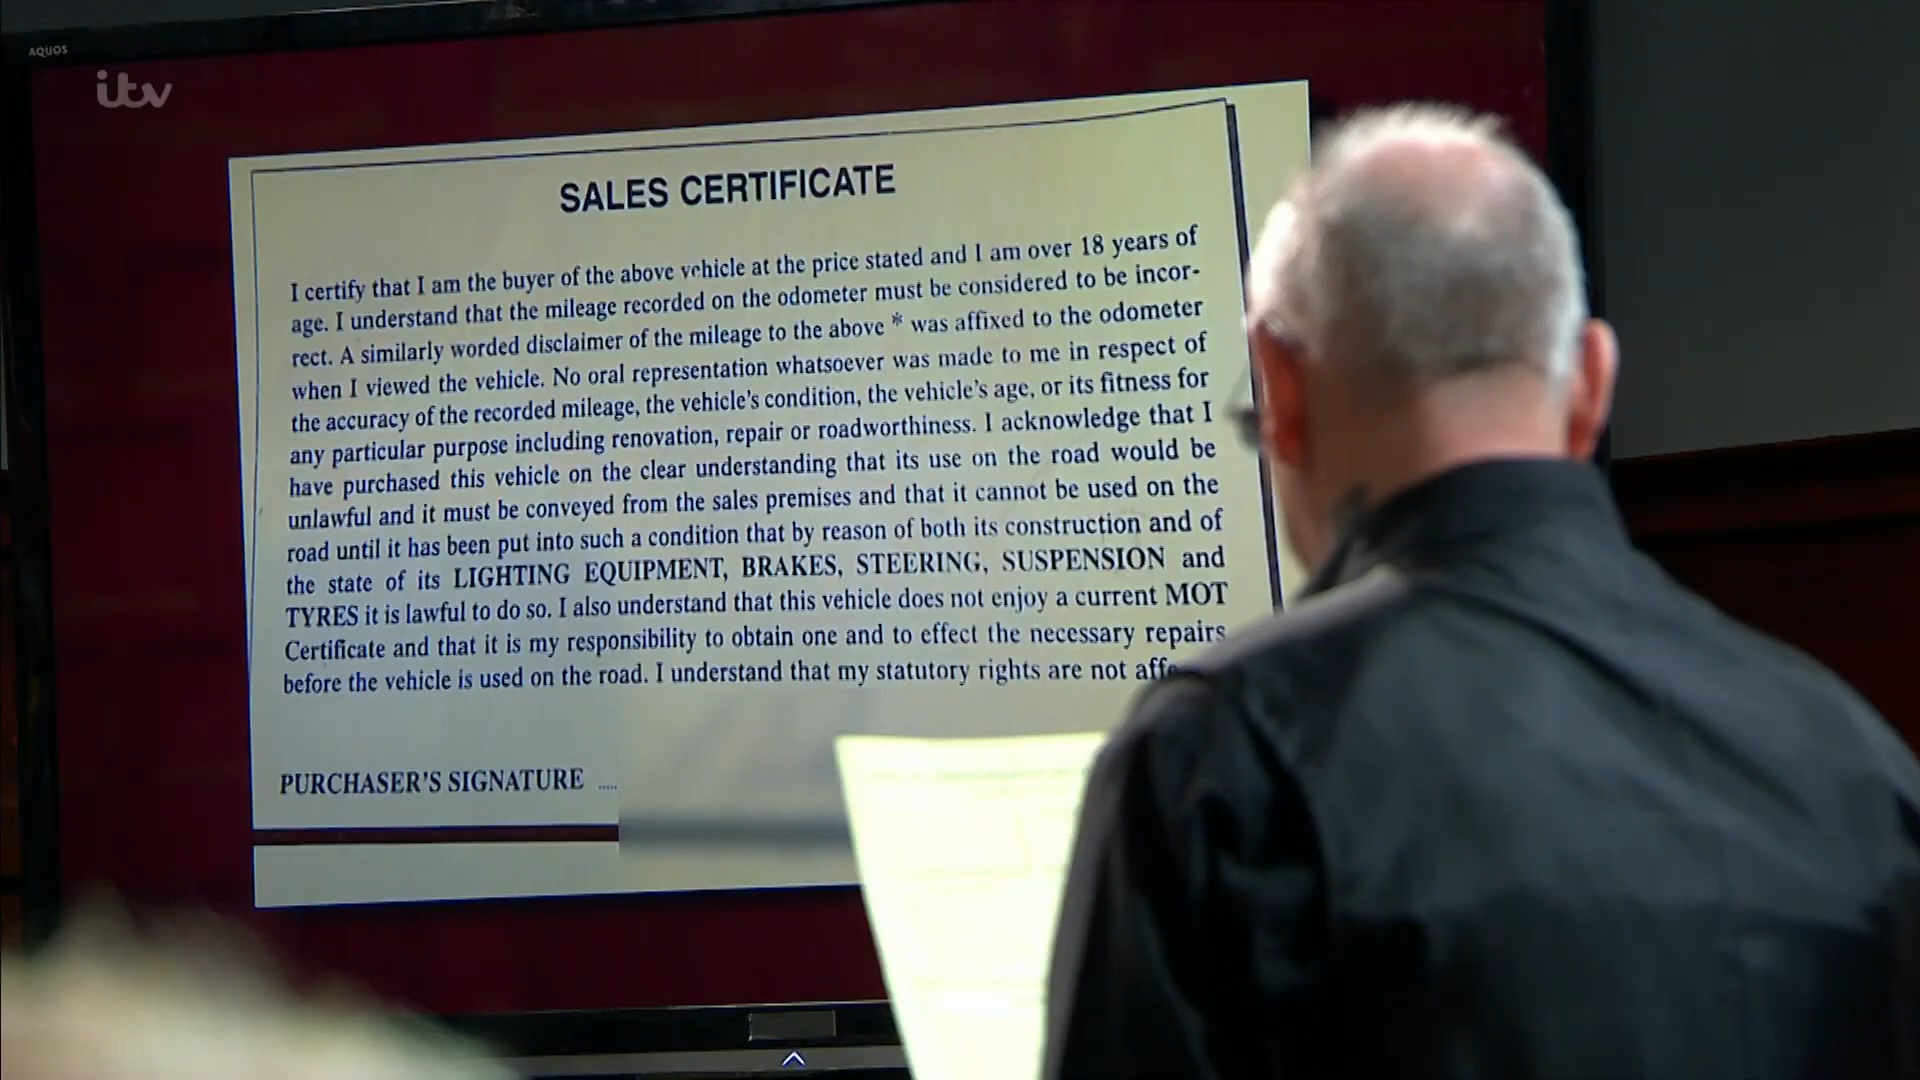 AQUOS
itv
SALES CERTIFICATE
I certify that I am the buyer of the above vehicle at the price stated and I am over 18 years of
age. I understand that the mileage recorded on the odometer must be considered to be incor-
rect. A similarly worded disclaimer of the mileage to the above * was affixed to the odometer
when I viewed the vehicle. No oral representation whatsoever was made to me in respect of
the accuracy of the recorded mileage, the vehicle's condition, the vehicle's age, or its fitness for
any particular purpose including renovation, repair or roadworthiness. I acknowledge that I
have purchased this vehicle on the clear understanding that its use on the road would be
unlawful and it must be conveyed from the sales premises and that it cannot be used on the
road until it has been put into such a condition that by reason of both its construction and of
the state of its LIGHTING EQUIPMENT, BRAKES, STEERING, SUSPENSION and
TYRES it is lawful to do so. I also understand that this vehicle does not enjoy a current MOT
Certificate and that it is my responsibility to obtain one and to effect the necessary repairs
before the vehicle is used on the road. I understand that my statutory rights are not
PURCHASER'S SIGNATURE .....